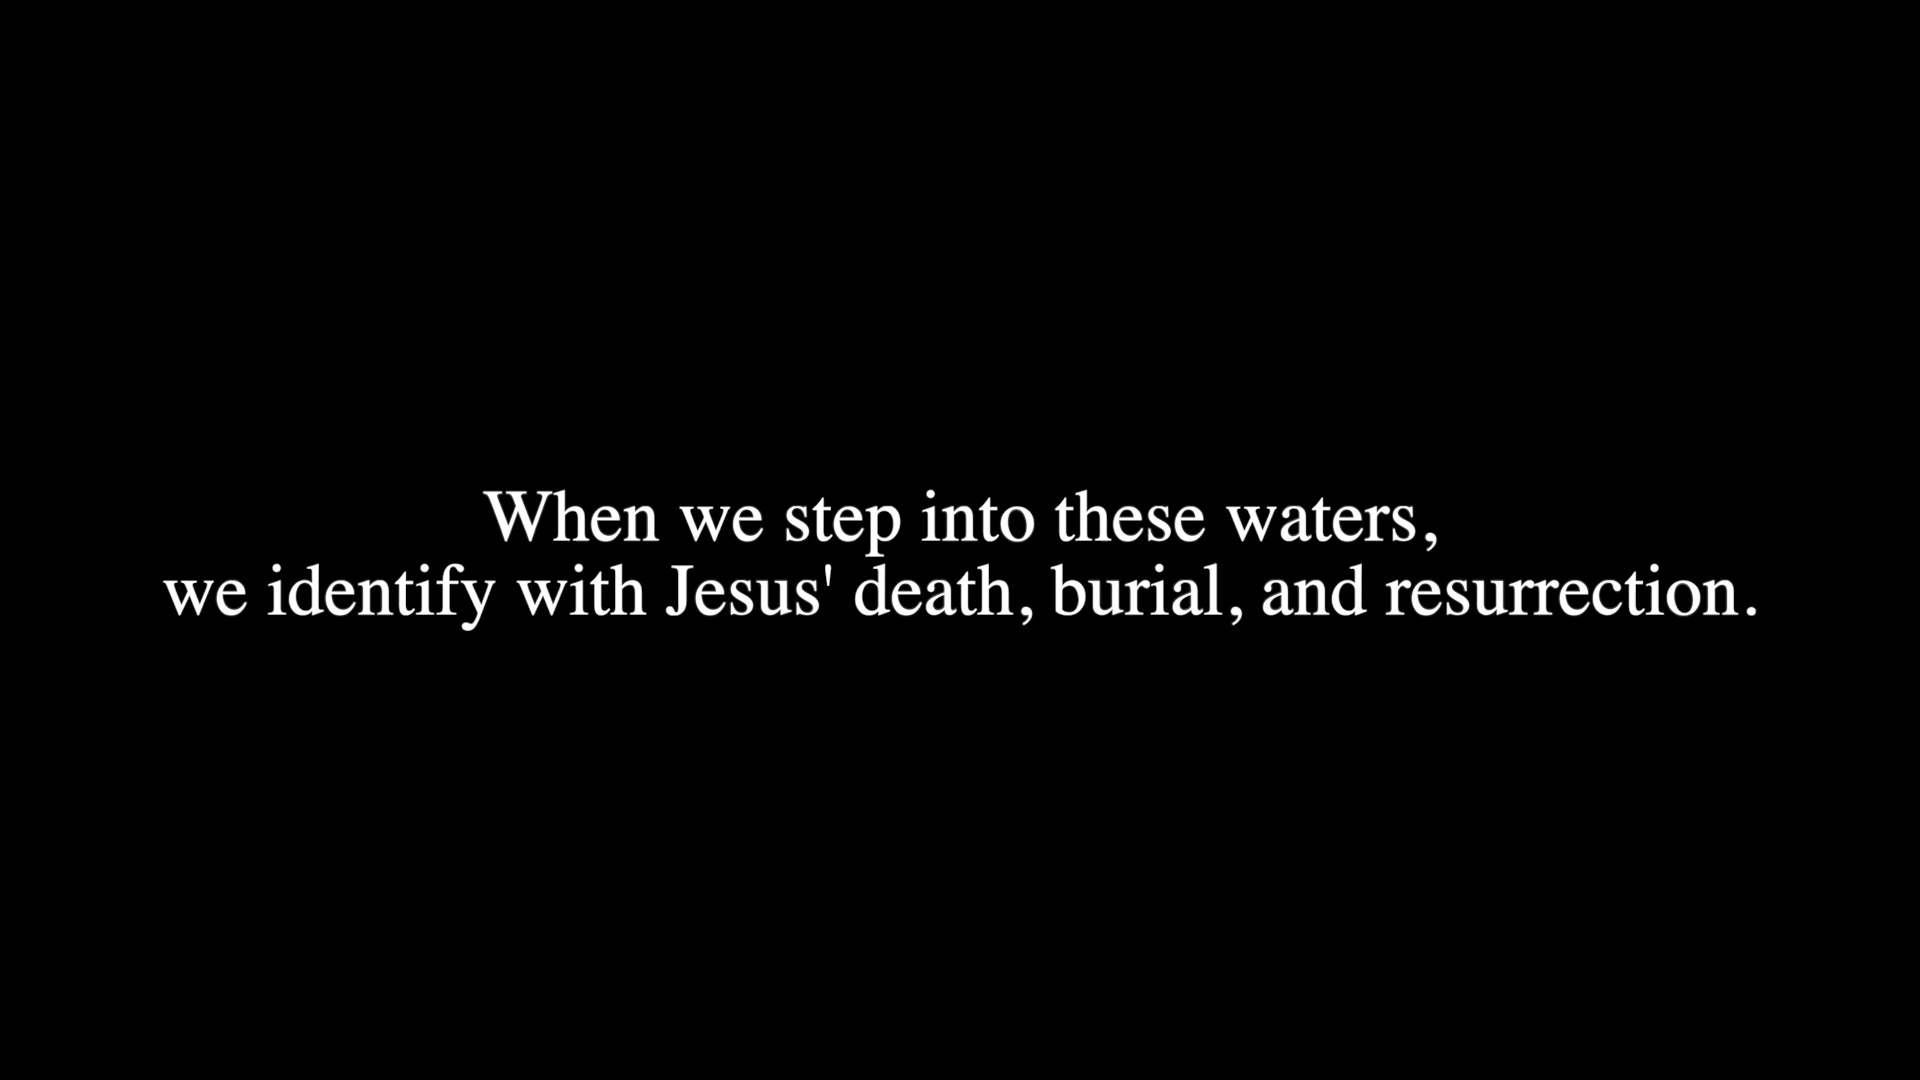 When we step into these waters,
we identify with Jesus' death, burial, and resurrection.